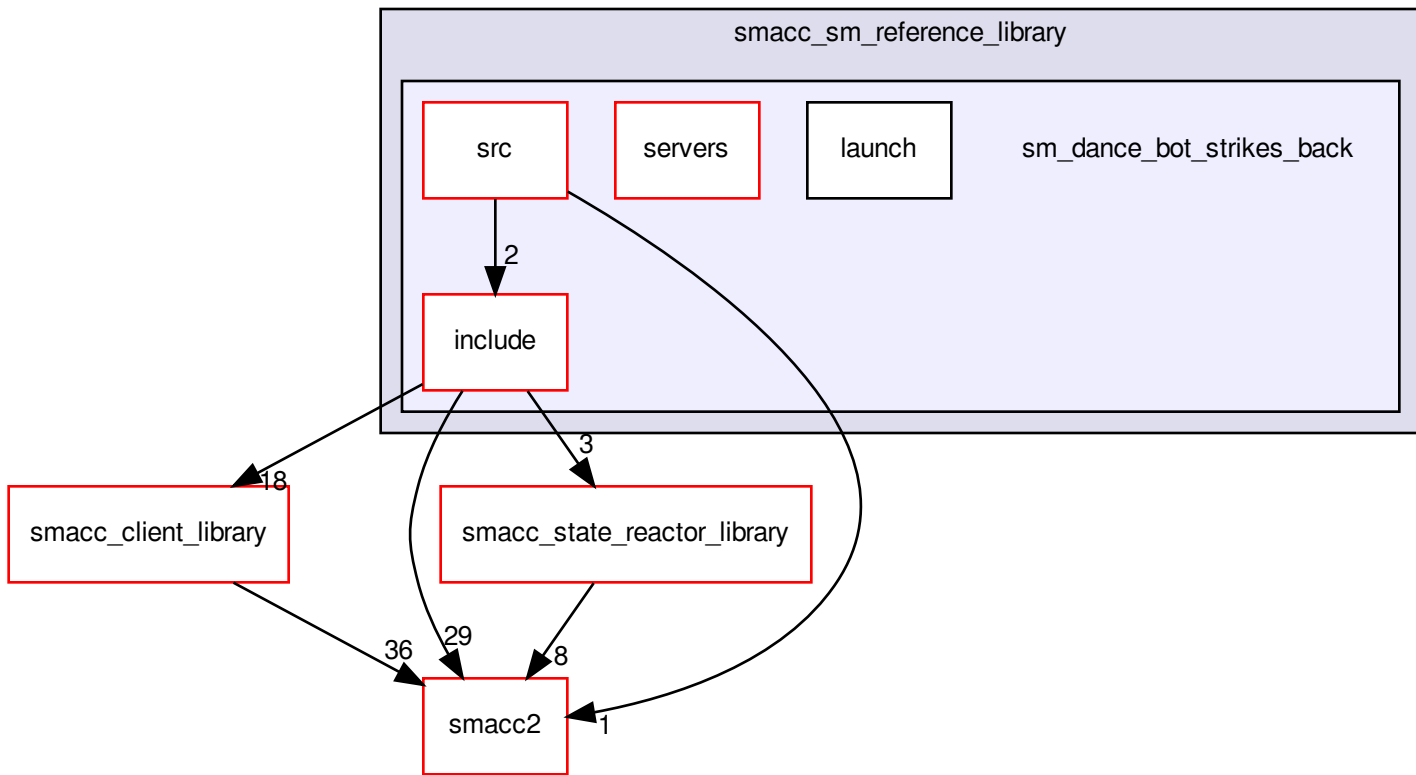 smacc_sm_reference_library
src
servers
launch
sm_dance_bot_strikes_back
2
include
3
18
smacc_client_library
smacc_state_reactor_library
36
29
8
smacc2
1